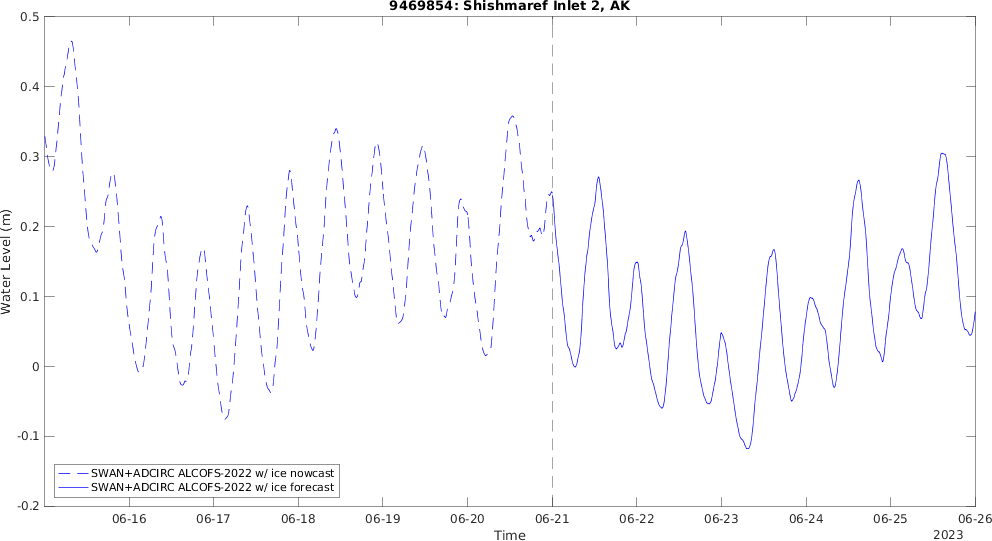 9469854: Shishmaref Inlet 2, AK
0.5
0.4
0.3
0.2
0.1
0
-0.1
-0.2
Water Level (m)
SWAN+ADCIRC ALCOFS-2022 w/ ice nowcast
SWAN+ADCIRC ALCOFS-2022 w/ ice forecast
06-16 06-17 06-18 06-19 06-20 06-21 06-22 06-23 06-24 06-25 06-26
Time
2023